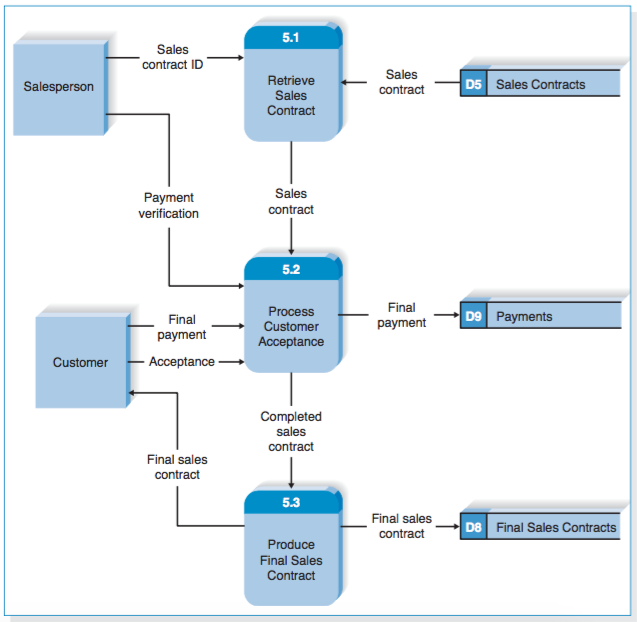 5.1
Sales
contract ID
Salesperson
Retrieve
Sales
Contract
Sales
contract
D5 Sales Contracts
Payment
verification
Sales
contract
5.2
Process
Customer
Acceptance
Final
payment
D9 Payments
Customer
Final
payment
Acceptance
Completed
sales
contract
Final sales
contract
5.3
Produce
Final Sales
Contract
Final sales
contract
D8 Final Sales Contracts